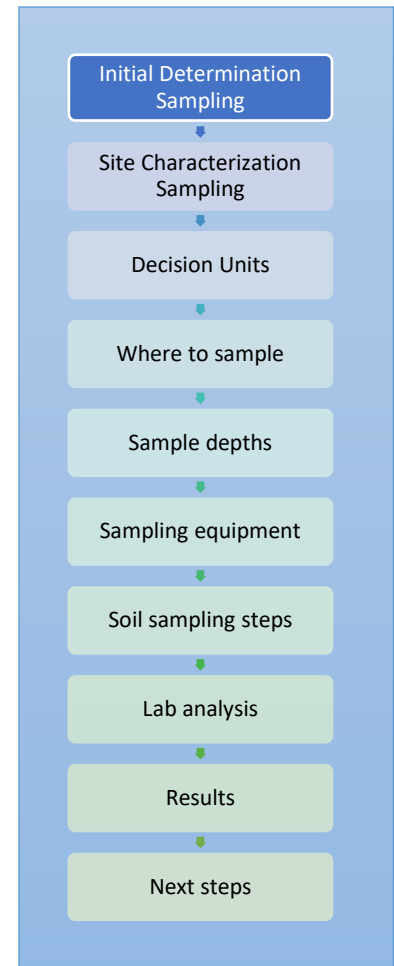 Initial Determination
Sampling
Site Characterization
Sampling
Decision Units
Where to sample
Sample depths
Sampling equipment
Soil sampling steps
Lab analysis
Results
Next steps